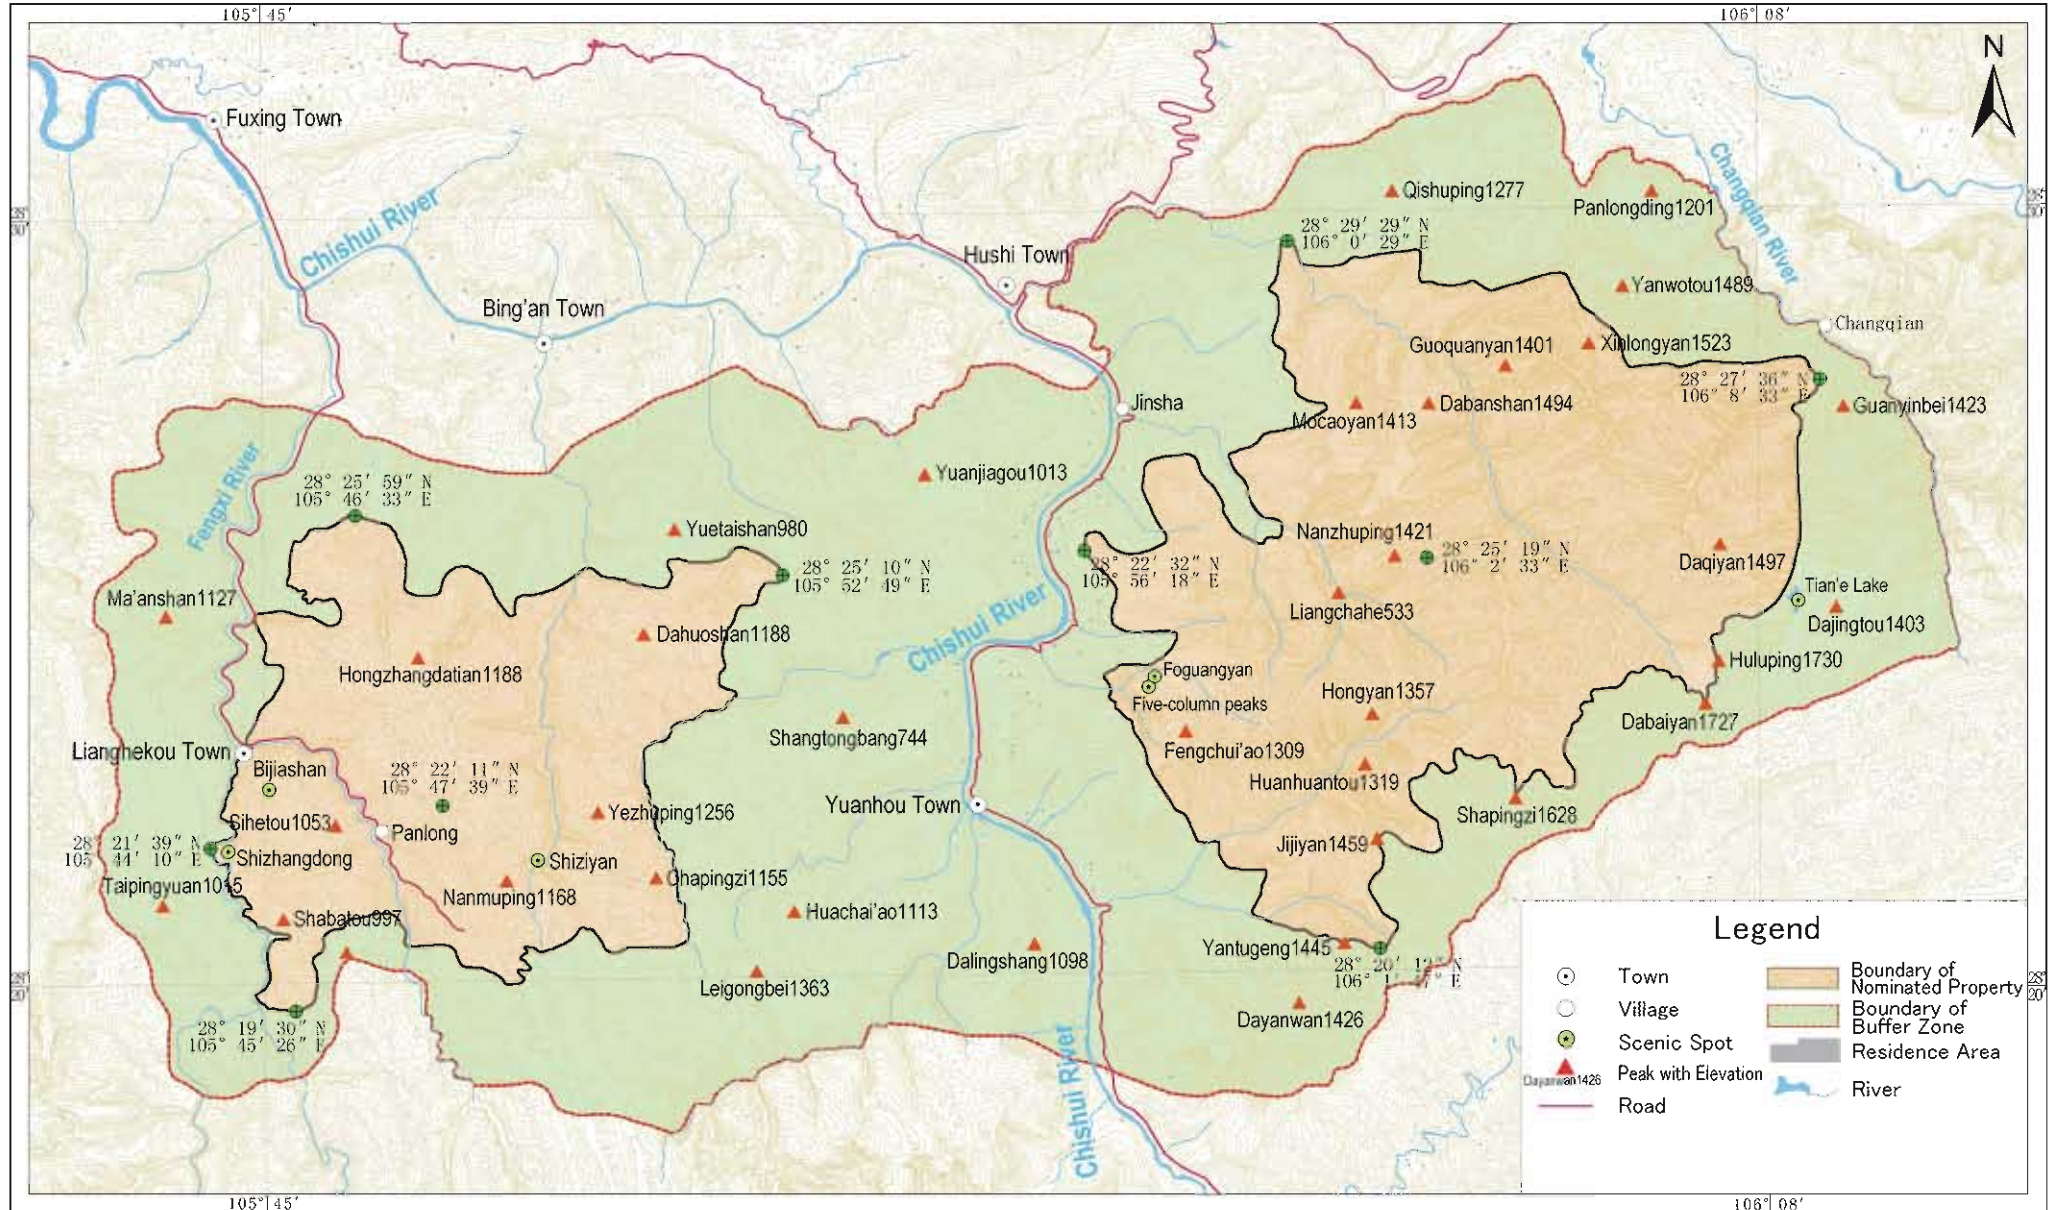 105° 45′
106° 08′
N
Fuxing Town
Changqian River
Qishuping1277
Panlongding1201
Chishui River
28° 29′ 29″ N
106° 0′ 29″ E
Hushi Town
Yanwotou1489
Bing'an Town
Changqian
Guoquanyan1401
Xinlongyan1523
28° 27′ 36″ N
106° 8′ 33″ E
Jinsha
Dabanshan1494
Guanyinbei1423
Mocaoyan1413
Fengxi River
Yuanjiagou1013
28° 25′ 59″ N
105° 46′ 33″ E
Yuetaishan980
Nanzhuping1421
28° 25′ 19″ N
106° 2′ 33″ E
28° 22′ 32″ N
105° 56′ 18″ E
Daqiyan1497
28° 25′ 10″ N
105° 52′ 49″ E
Ma'anshan1127
Tian'e Lake
Liangchahe533
Dajingtou1403
Chishui River
Dahuoshan1188
Hongzhangdatian1188
Foguangyan
Huluping1730
Hongyan1357
Five-column peaks
Dabaiyan1727
Shangtongbang744
Fengchui'ao1309
Lianghekou Town
Bijiashan
28° 22′ 11″ N
105° 47′ 39″ E
Huanhuantou1319
Yuanhou Town
Yezhuping1256
Shapingzi1628
Sihetou1053
Panlong
28° 21′ 39″ N
105 44′ 10″ E
Jijiyan1459
Shizhangdong
Shiziyan
Taipingyuan1015
Chapingzi1155
Nanmuping1168
Shabatou997
Huachai'ao1113
Yantugeng1445
Dalingshang1098
28° 20′ 12″ N
Leigongbei1363
Dayanwan1426
28° 19′ 30″ N
105° 45′ 26″ E
Chishui River
Legend
Town
Village
Scenic Spot
Dayanwan1426
Peak with Elevation
Road
Boundary of
Nominated Property
Boundary of
Buffer Zone
Residence Area
River
105° 45′
106° 08′